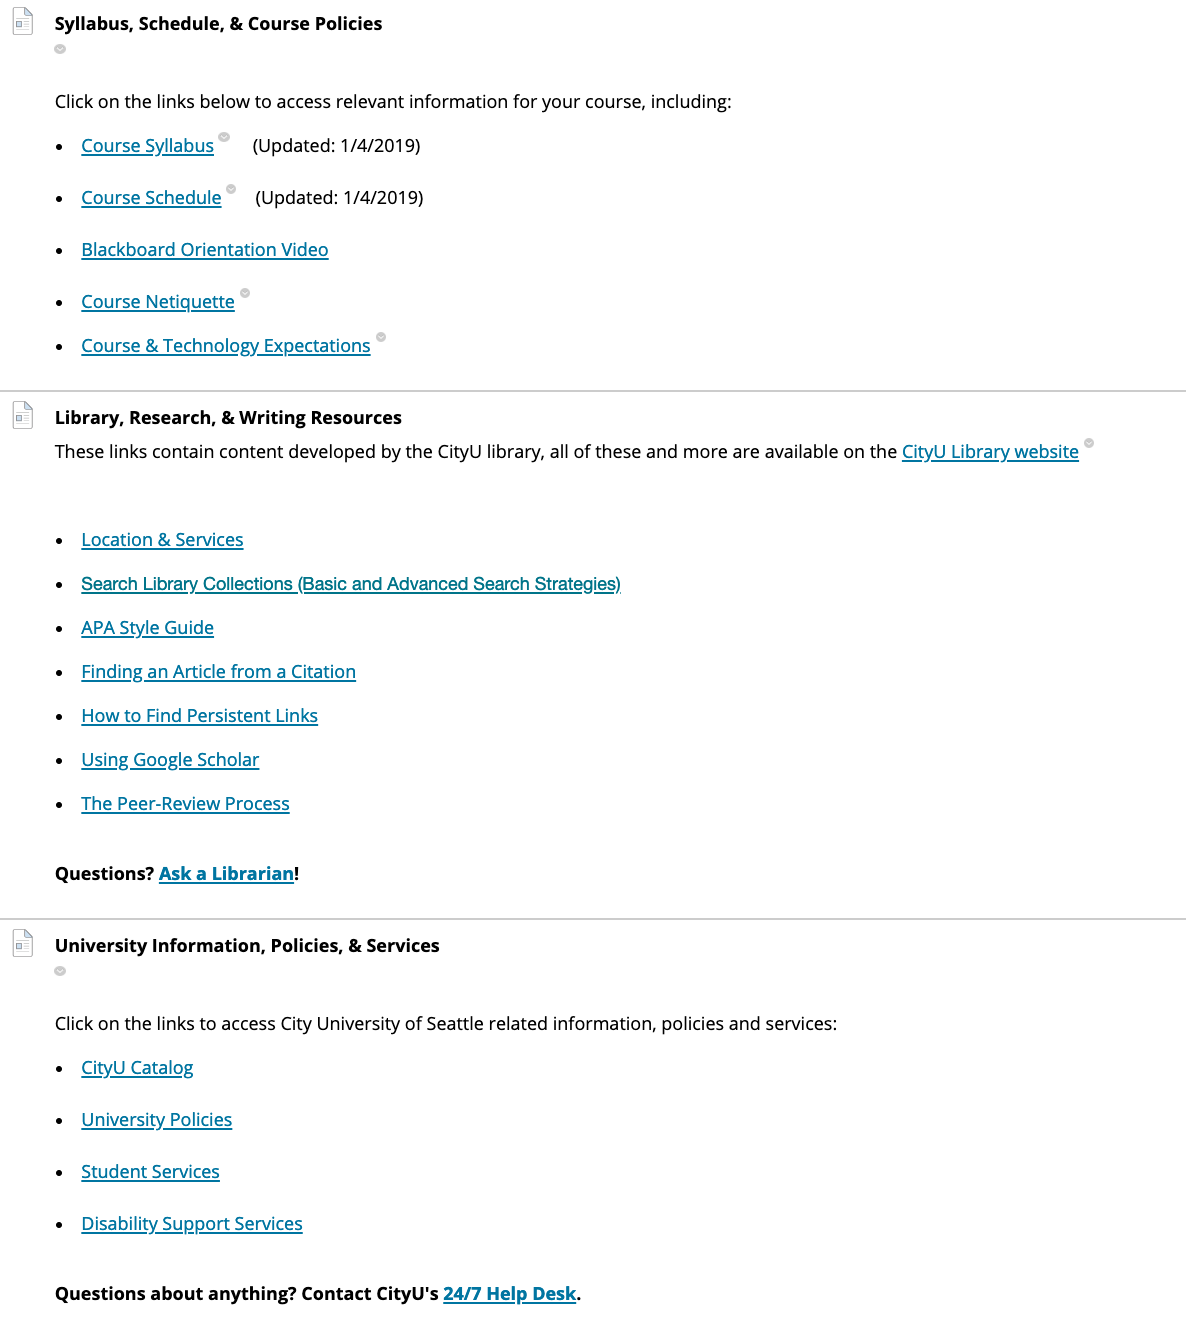 Syllabus, Schedule, & Course Policies
Click on the links below to access relevant information for your course, including:
Course Syllabus (Updated: 1/4/2019)
Course Schedule (Updated: 1/4/2019)
Blackboard Orientation Video
Course Netiquette
Course & Technology Expectations
Library, Research, & Writing Resources
These links contain content developed by the CityU library, all of these and more are available on the CityU Library website
Location & Services
Search Library Collections (Basic and Advanced Search Strategies)
APA Style Guide
Finding an Article from a Citation
How to Find Persistent Links
Using Google Scholar
The Peer-Review Process
Questions? Ask a Librarian!
University Information, Policies, & Services
Click on the links to access City University of Seattle related information, policies and services:
CityU Catalog
University Policies
Student Services
Disability Support Services
Questions about anything? Contact CityU's 24/7 Help Desk.